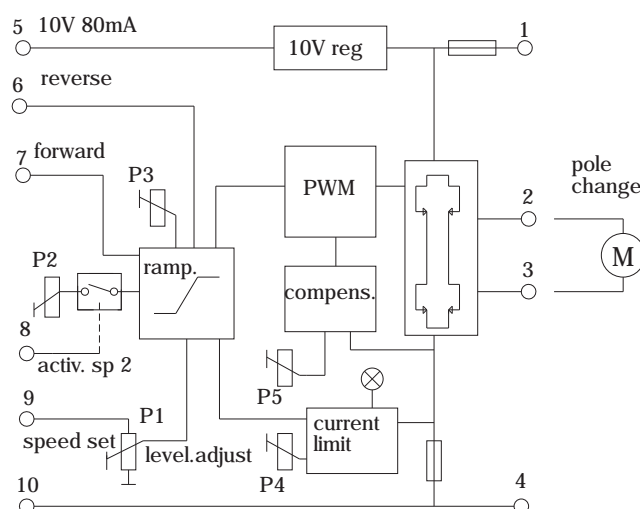 5 10V 80mA
10V reg
1
6
reverse
7 forward
P3
PWM
pole
change
2
P2
ramp.
M
3
compens.
8
activ. sp 2
9
P1
P5
speed set
level.adjust
current
limit
P4
10
4